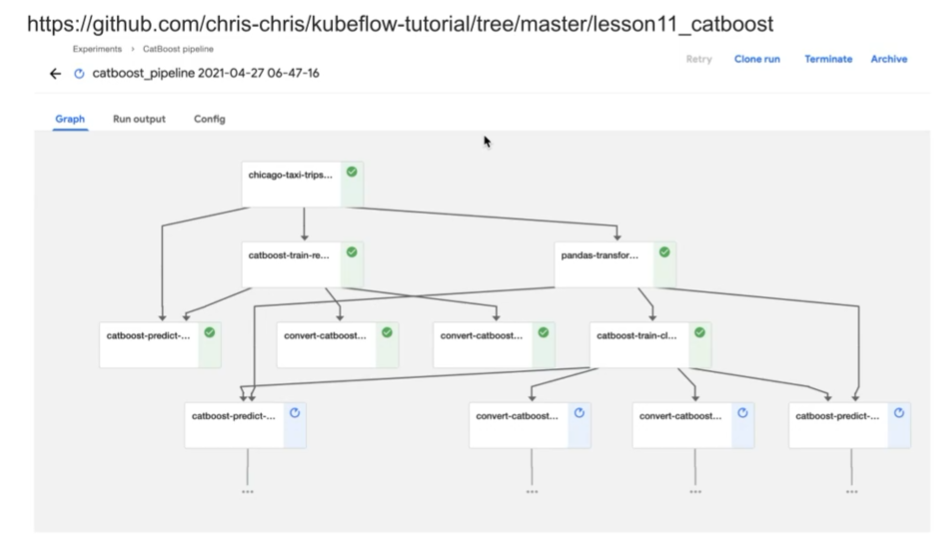 https://github.com/chris-chris/kubeflow-tutorial/tree/master/lesson11_catboost
Experiments > CatBoost pipeline
catboost_pipeline 2021-04-27 06-47-16
Retry Clone run Terminate Archive
Graph Run output Config
chicago-taxi-trips...
catboost-train-re...
pandas-transfor...
catboost-predict-...
convert-catboost...
convert-catboost...
catboost-train-cl...
catboost-predict-...
convert-catboost...
convert-catboost...
catboost-predict-...